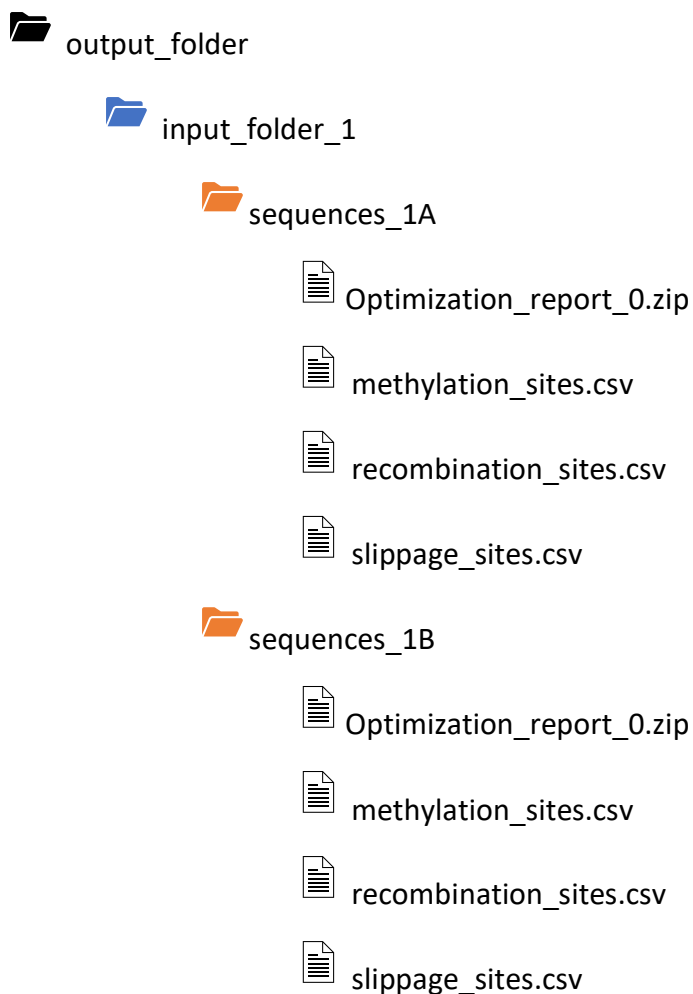 output_folder
input_folder_1
sequences_1A
Optimization_report_0.zip
methylation_sites.csv
recombination_sites.csv
slippage_sites.csv
sequences_1B
Optimization_report_0.zip
methylation_sites.csv
recombination_sites.csv
slippage_sites.csv